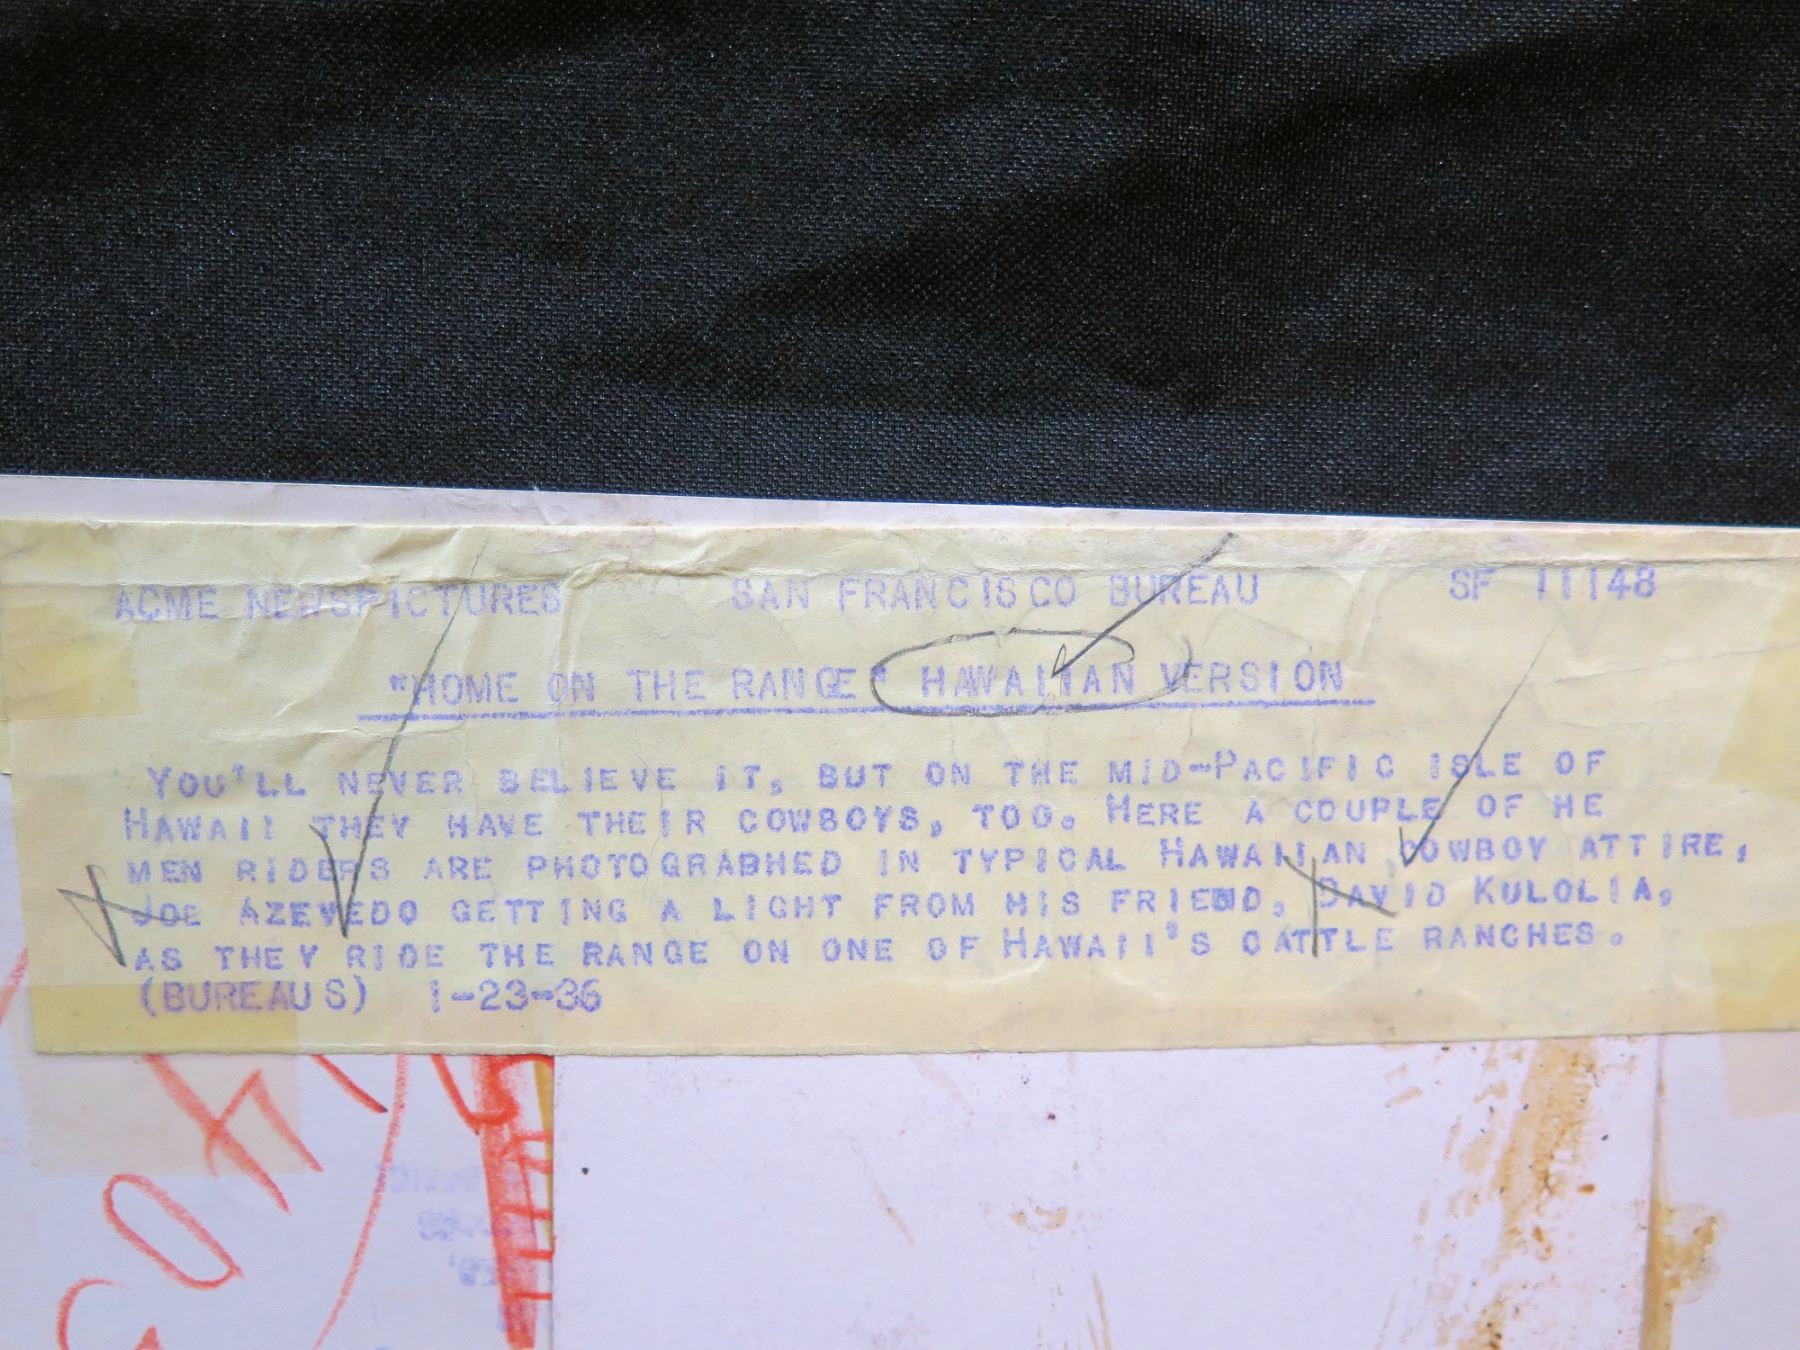 ACME NEWSPICTURES SAN FRANCISCO BUREAU SF 11148
"HOME ON THE RANGE" HAWAIIAN VERSION
YOU'LL NEVER BELIEVE IT, BUT ON THE MID-PACIFIC ISLE OF
HAWAII THEY HAVE THEIR COWBOYS, TOO. HERE A COUPLE OF HE
MEN RIDERS ARE PHOTOGRABHED IN TYPICAL HAWAIIAN COWBOY ATTIRE,
JOE AZEVEDO GETTING A LIGHT FROM HIS FRIEND, DAVID KULOLIA,
AS THEY RIDE THE RANGE ON ONE OF HAWAII'S CATTLE RANCHES.
(BUREAUS) 1-23-36